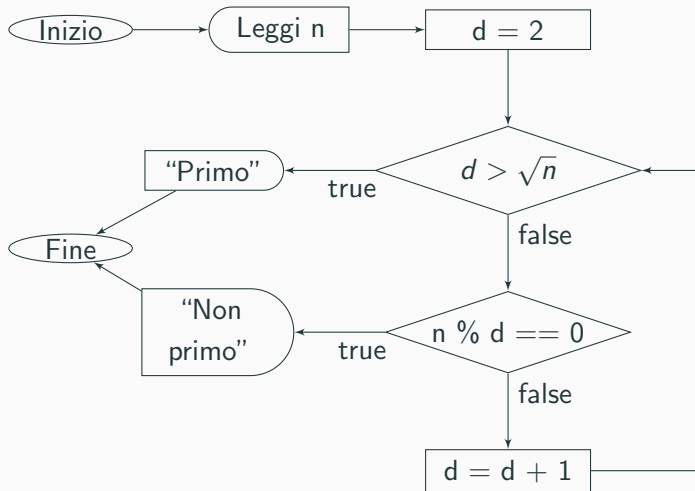 Inizio
Leggi n
d = 2
d > √n
true
“Primo”
false
Fine
n % d == 0
true
“Non
primo”
false
d = d + 1